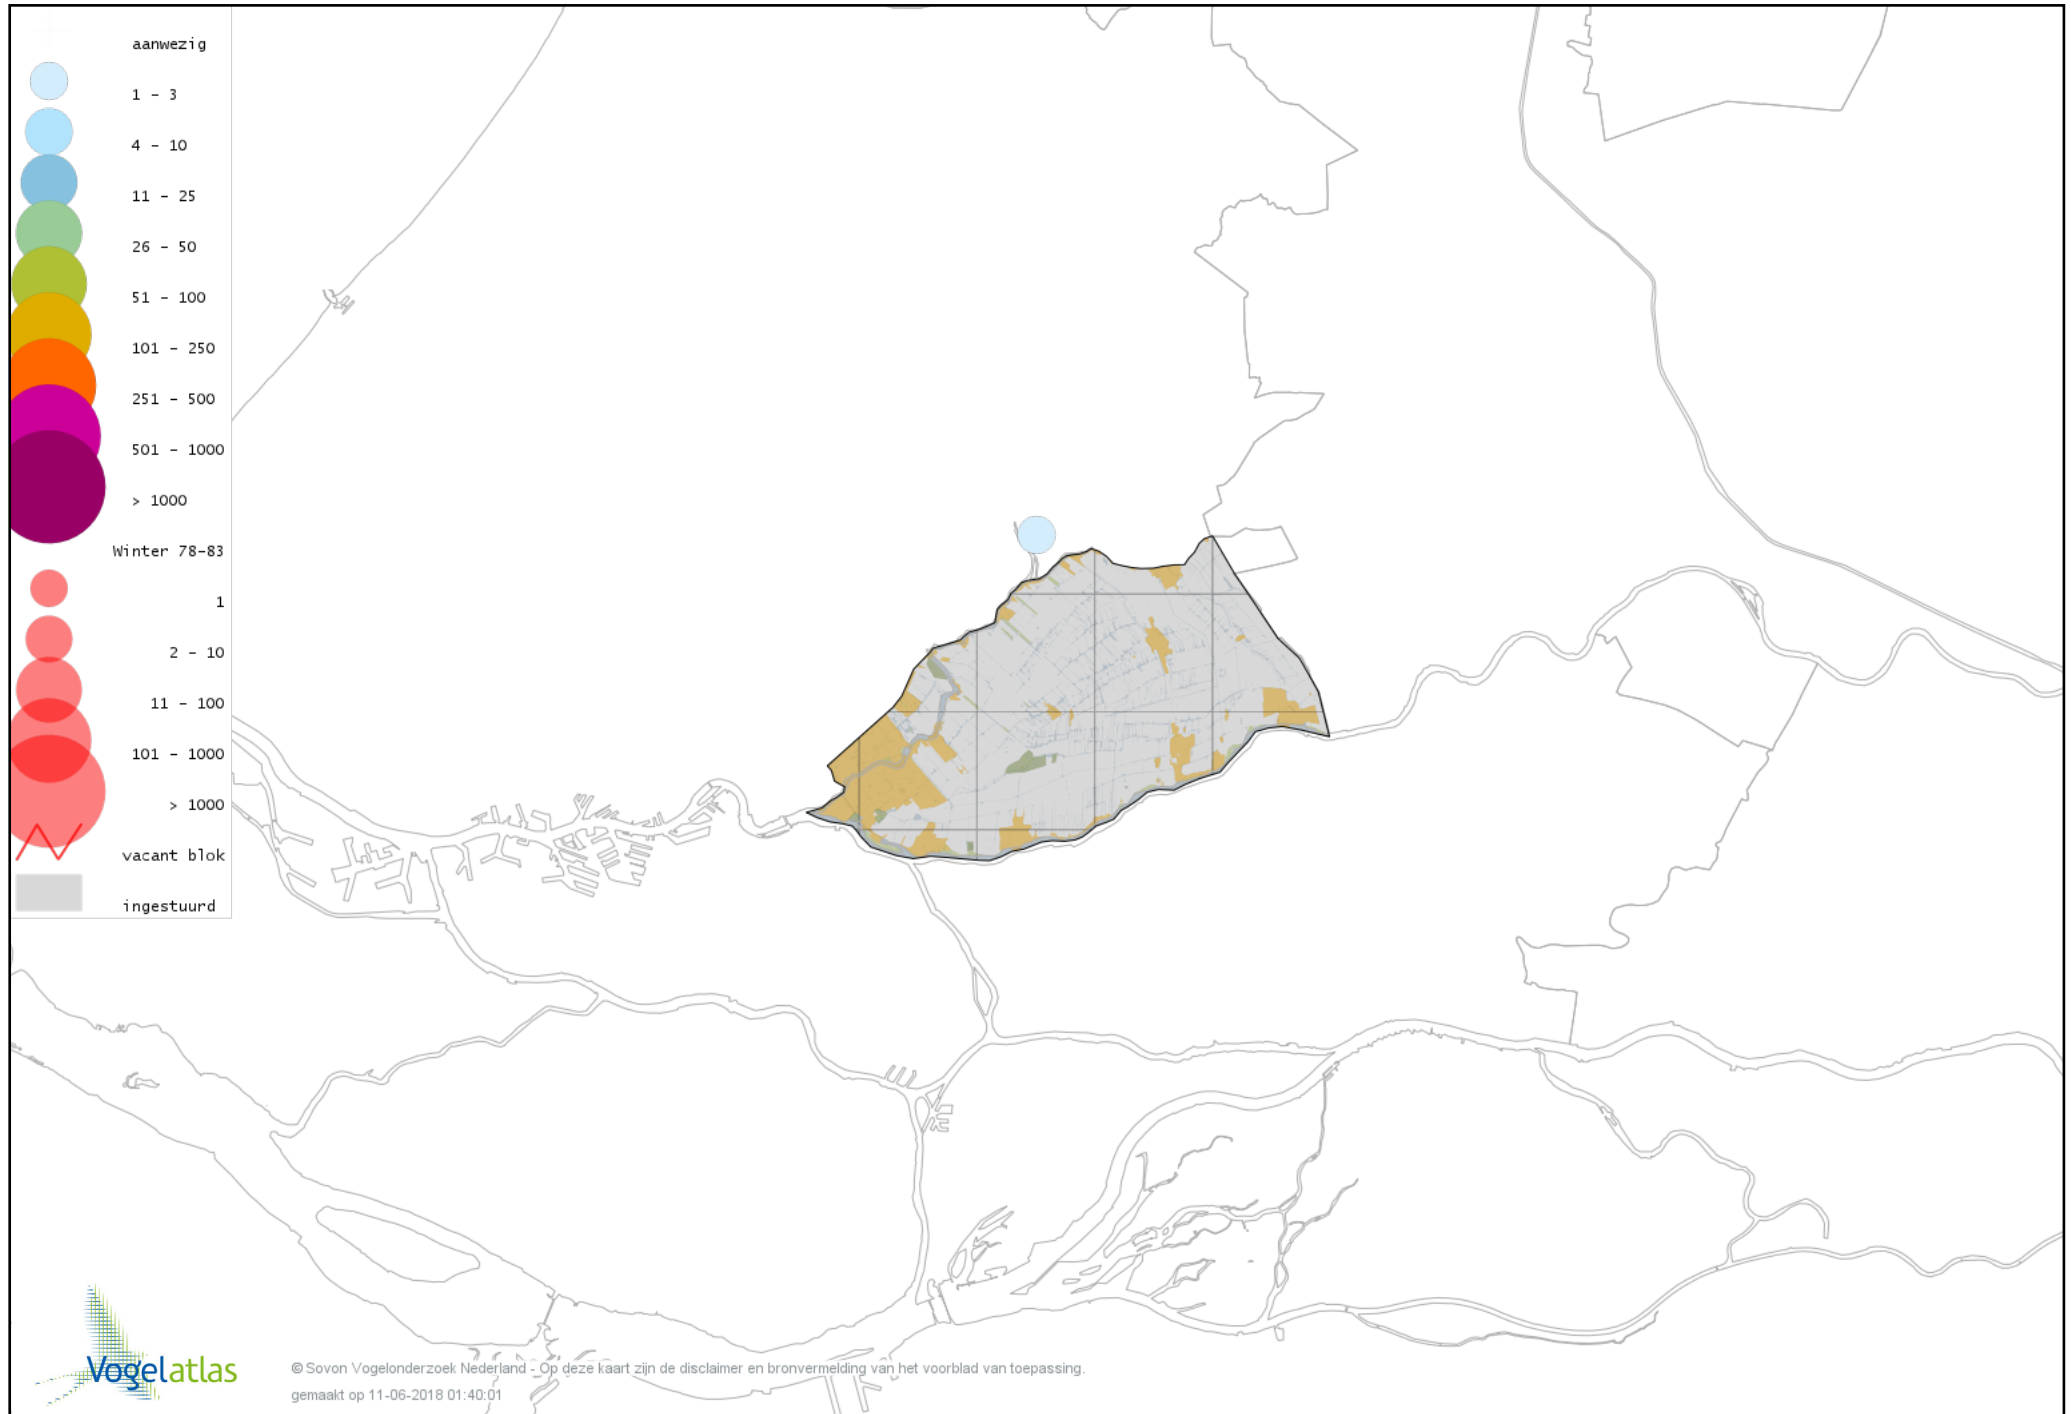 aanwezig
1 - 3
4 - 10
11 - 25
26 - 50
51 - 100
101 - 250
251 - 500
501 - 1000
> 1000
Winter 78-83
1
2 - 10
11 - 100
101 - 1000
> 1000
vacant blok
ingestuurd
Vogelatlas
© Sovon Vogelonderzoek Nederland - Op deze kaart zijn de disclaimer en bronvermelding van het voorblad van toepassing.
gemaakt op 11-06-2018 01:40:01